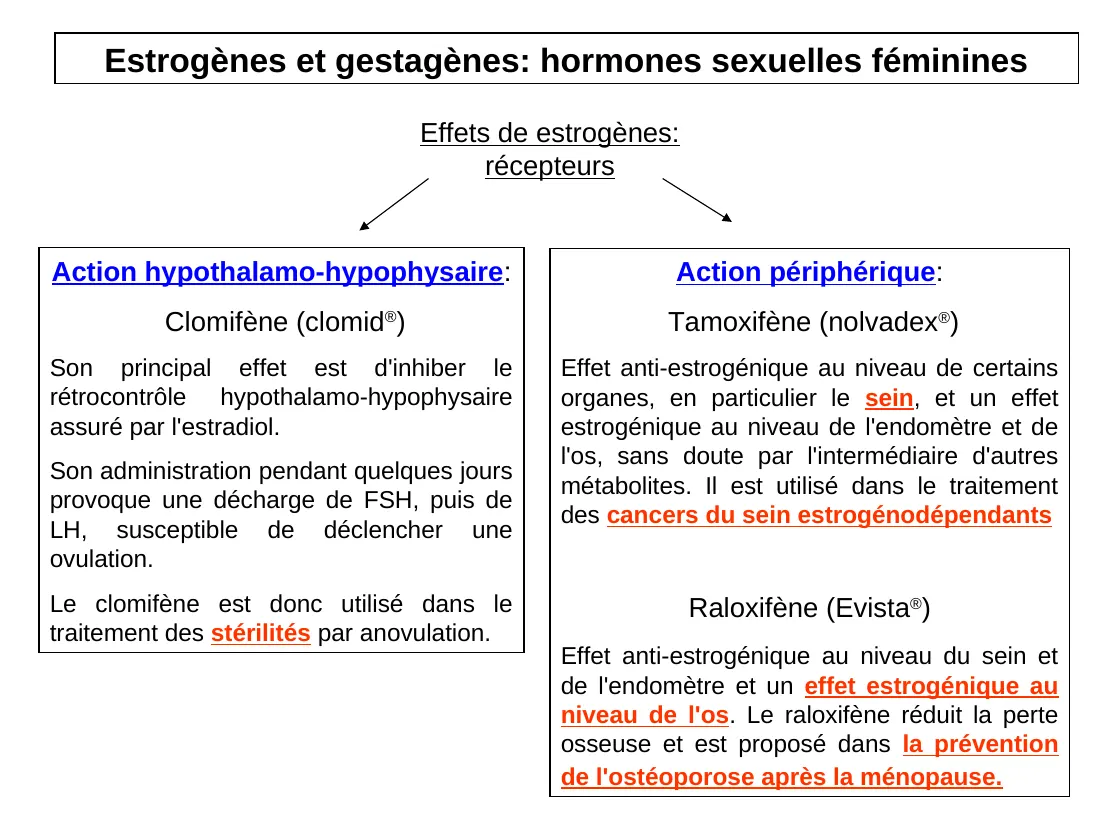 Estrogènes et gestagènes: hormones sexuelles féminines
Effets de estrogènes:
récepteurs
Action hypothalamo-hypophysaire:
Clomifène (clomid®)
Son principal effet est d'inhiber le
rétrocontrôle hypothalamo-hypophysaire
assuré par l'estradiol.
Son administration pendant quelques jours
provoque une décharge de FSH, puis de
LH, susceptible de déclencher une
ovulation.
Le clomifène est donc utilisé dans le
traitement des stérilités par anovulation.
Action périphérique:
Tamoxifène (nolvadex®)
Effet anti-estrogénique au niveau de certains
organes, en particulier le sein, et un effet
estrogénique au niveau de l'endomètre et de
l'os, sans doute par l'intermédiaire d'autres
métabolites. Il est utilisé dans le traitement
des cancers du sein estrogénodépendants
Raloxifène (Evista®)
Effet anti-estrogénique au niveau du sein et
de l'endomètre et un effet estrogénique au
niveau de l'os. Le raloxifène réduit la perte
osseuse et est proposé dans la prévention
de l'ostéoporose après la ménopause.